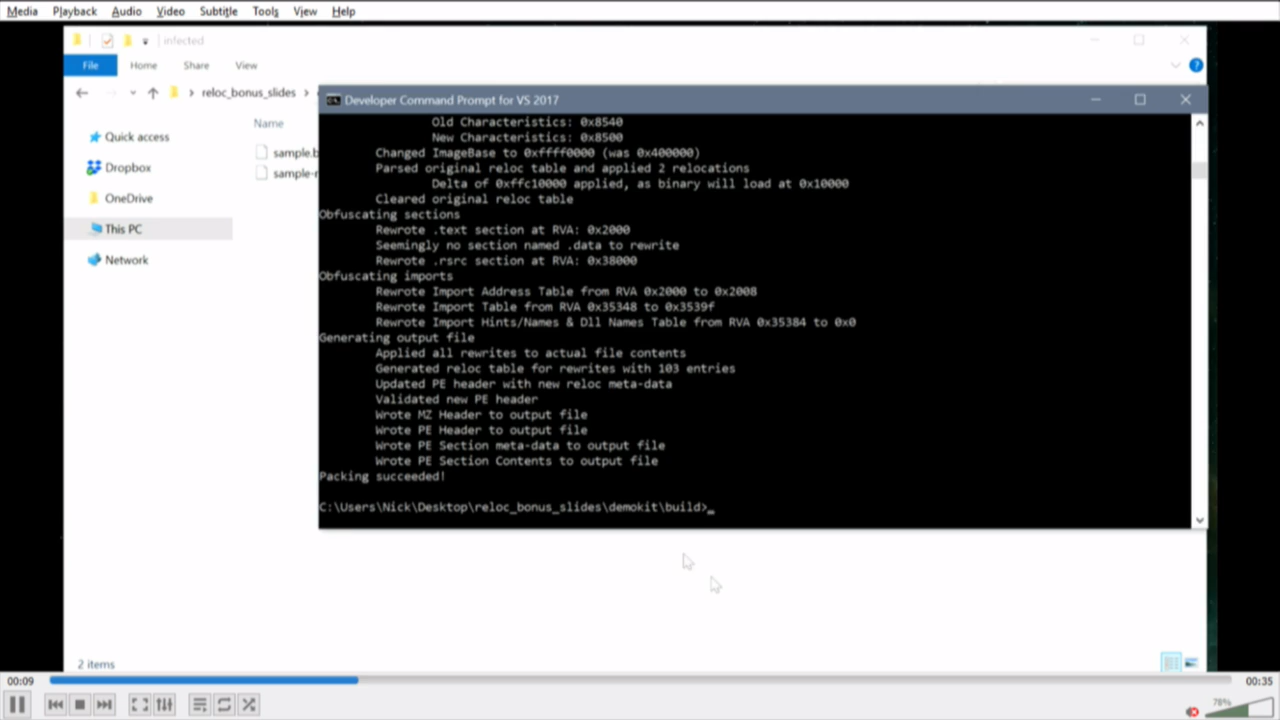 Media Playback Audio Video Subtitle Tools View Help
infected
File Home Share View
reloc_bonus_slides
Developer Command Prompt for VS 2017
Quick access
Dropbox
OneDrive
This PC
Network
Name
sample.b
sample-r
Old Characteristics: 0x8540
New Characteristics: 0x8500
Changed ImageBase to 0xffff0000 (was 0x400000)
Parsed original reloc table and applied 2 relocations
Delta of 0xffc10000 applied, as binary will load at 0x10000
Cleared original reloc table
Obfuscating sections
Rewrote .text section at RVA: 0x2000
Seemingly no section named .data to rewrite
Rewrote .rsrc section at RVA: 0x38000
Obfuscating imports
Rewrote Import Address Table from RVA 0x2000 to 0x2008
Rewrote Import Table from RVA 0x35348 to 0x3539f
Rewrote Import Hints/Names & Dll Names Table from RVA 0x35384 to 0x0
Generating output file
Applied all rewrites to actual file contents
Generated reloc table for rewrites with 103 entries
Updated PE header with new reloc meta-data
Validated new PE header
Wrote MZ Header to output file
Wrote PE Header to output file
Wrote PE Section meta-data to output file
Wrote PE Section Contents to output file
Packing succeeded!
C:\Users\Nick\Desktop\reloc_bonus_slides\demokit\build>_
2 items
00:09 00:35
78%